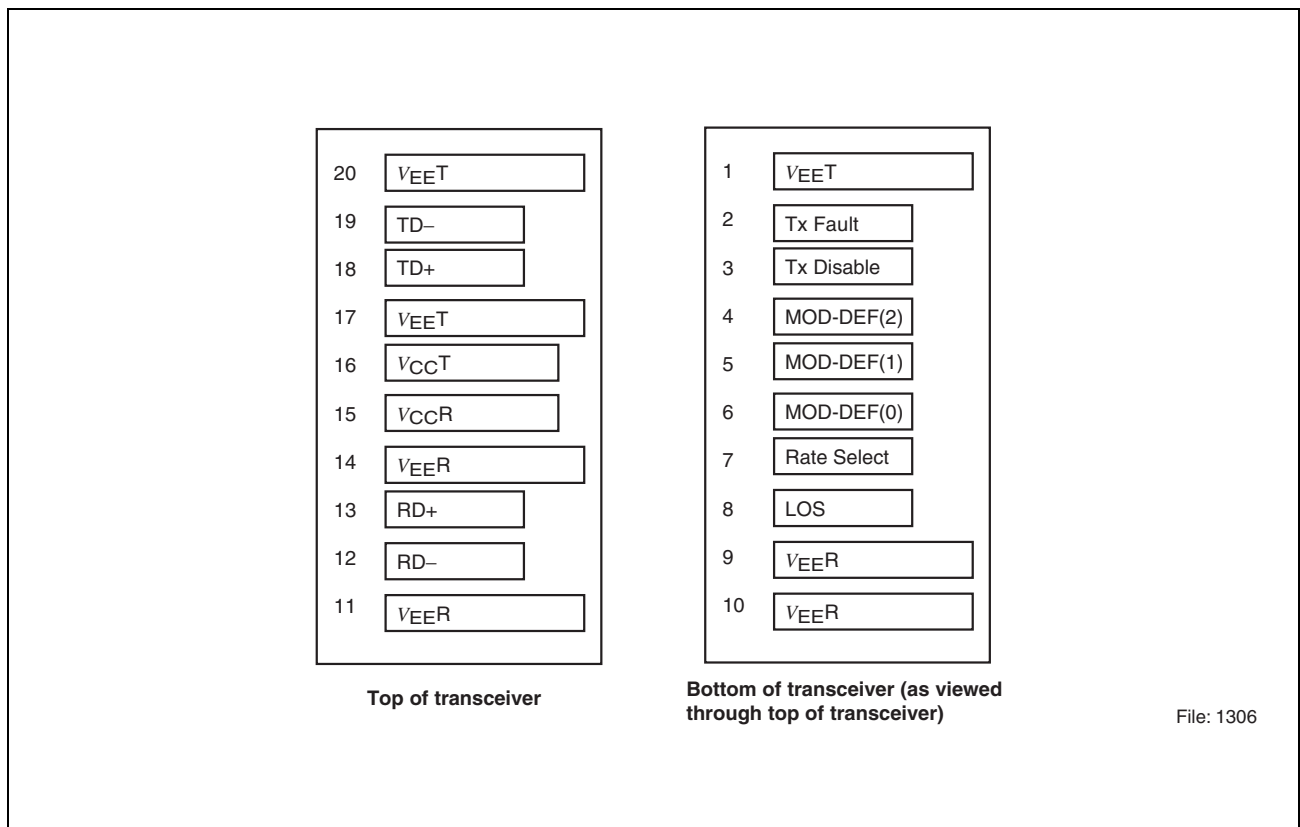 20 VEET
19 TD–
18 TD+
17 VEET
16 VCCT
15 VCCR
14 VEER
13 RD+
12 RD–
11 VEER
Top of transceiver
1 VEET
2 Tx Fault
3 Tx Disable
4 MOD-DEF(2)
5 MOD-DEF(1)
6 MOD-DEF(0)
7 Rate Select
8 LOS
9 VEER
10 VEER
Bottom of transceiver (as viewed
through top of transceiver)
File: 1306